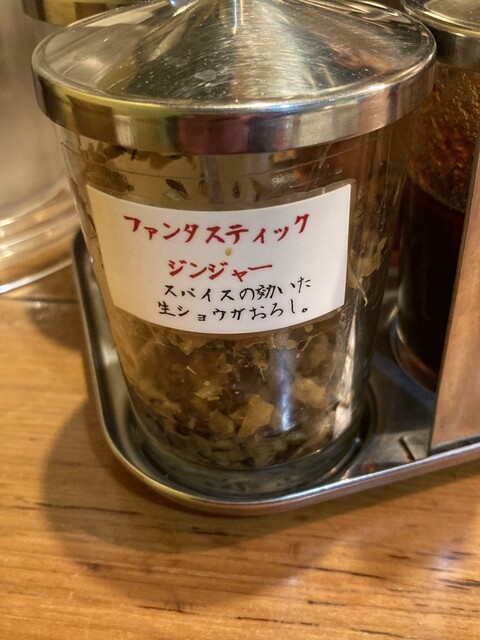 ファンタスティック
・
ジンジャー
スパイスの効いた
生ショウガおろし。